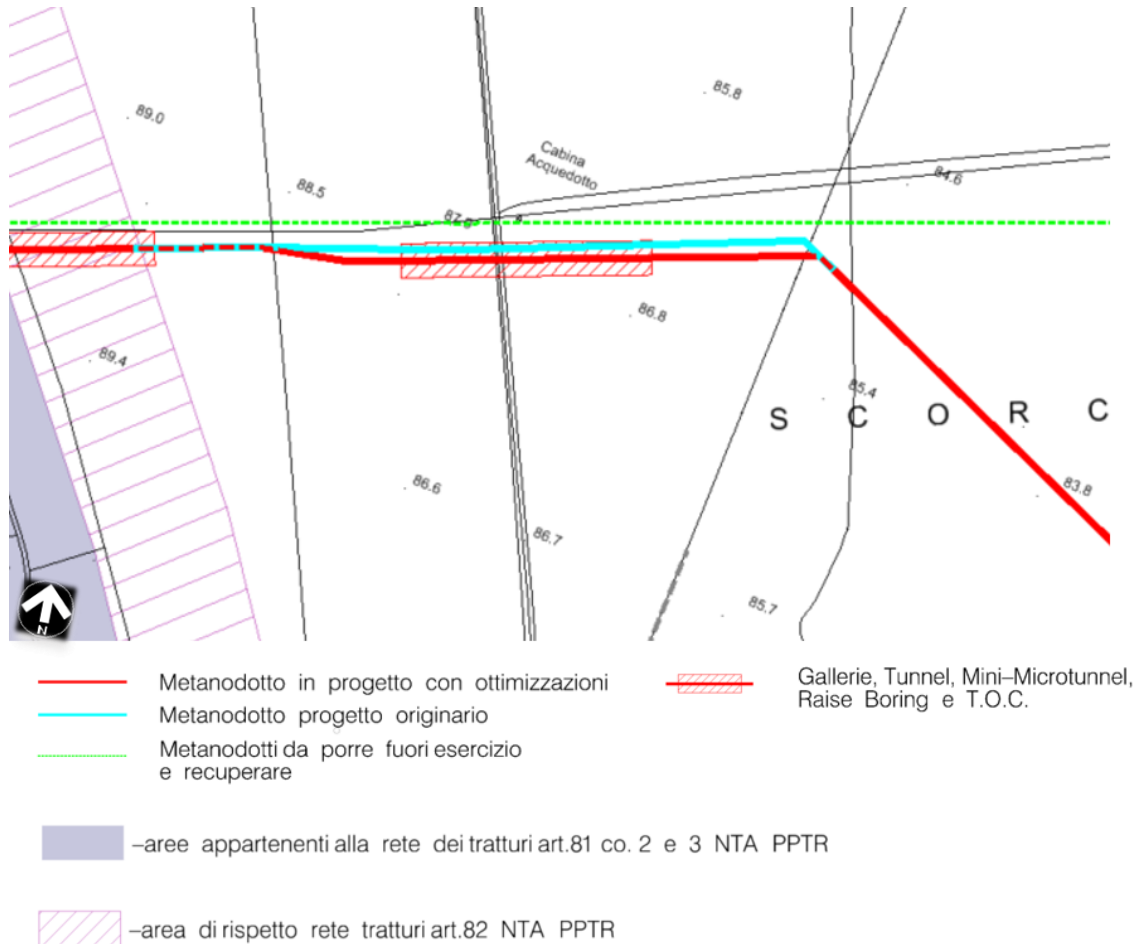 89.0
85.8
Cabina
Acquedotto
88.5
84.6
87.9
86.8
89.4
85.4
S C O R C
86.6
83.8
86.7
85.7
N
Metanodotto in progetto con ottimizzazioni
Metanodotto progetto originario
Metanodotti da porre fuori esercizio
e recuperare
Gallerie, Tunnel, Mini–Microtunnel,
Raise Boring e T.O.C.
–aree appartenenti alla rete dei tratturi art.81 co. 2 e 3 NTA PPTR
–area di rispetto rete tratturi art.82 NTA PPTR